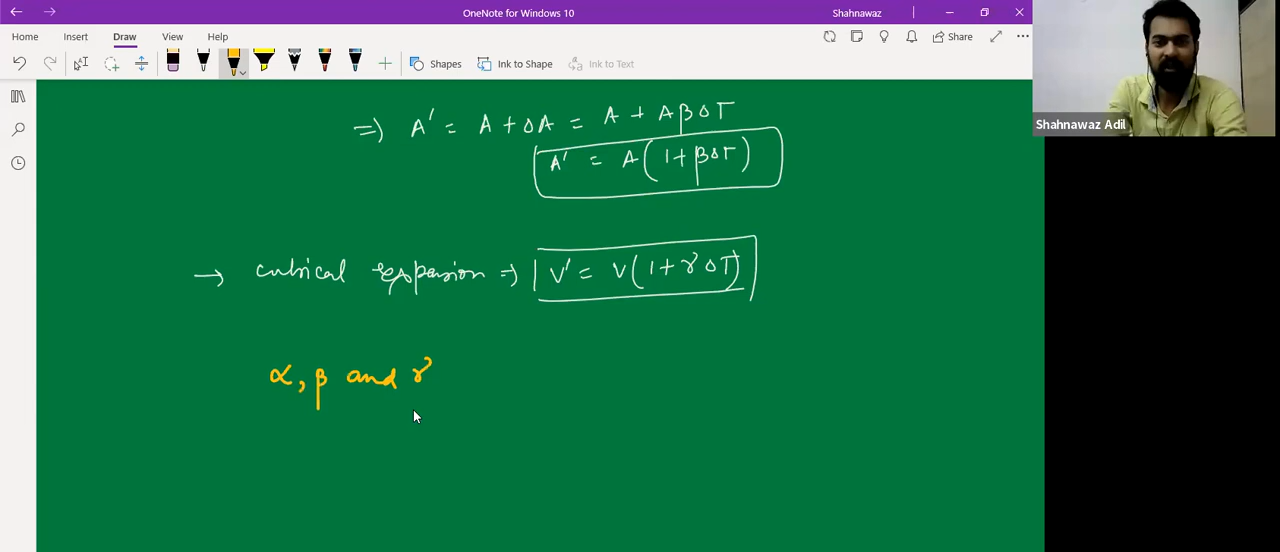 OneNote for Windows 10
Shahnawaz
Home Insert Draw View Help
Share
Shapes Ink to Shape Ink to Text
Shahnawaz Adil
=) A' = A + ΔA = A + AβΔT
A' = A(1+βΔT)
→ cubical expansion =) V' = V(1+γΔT)
α, β and γ